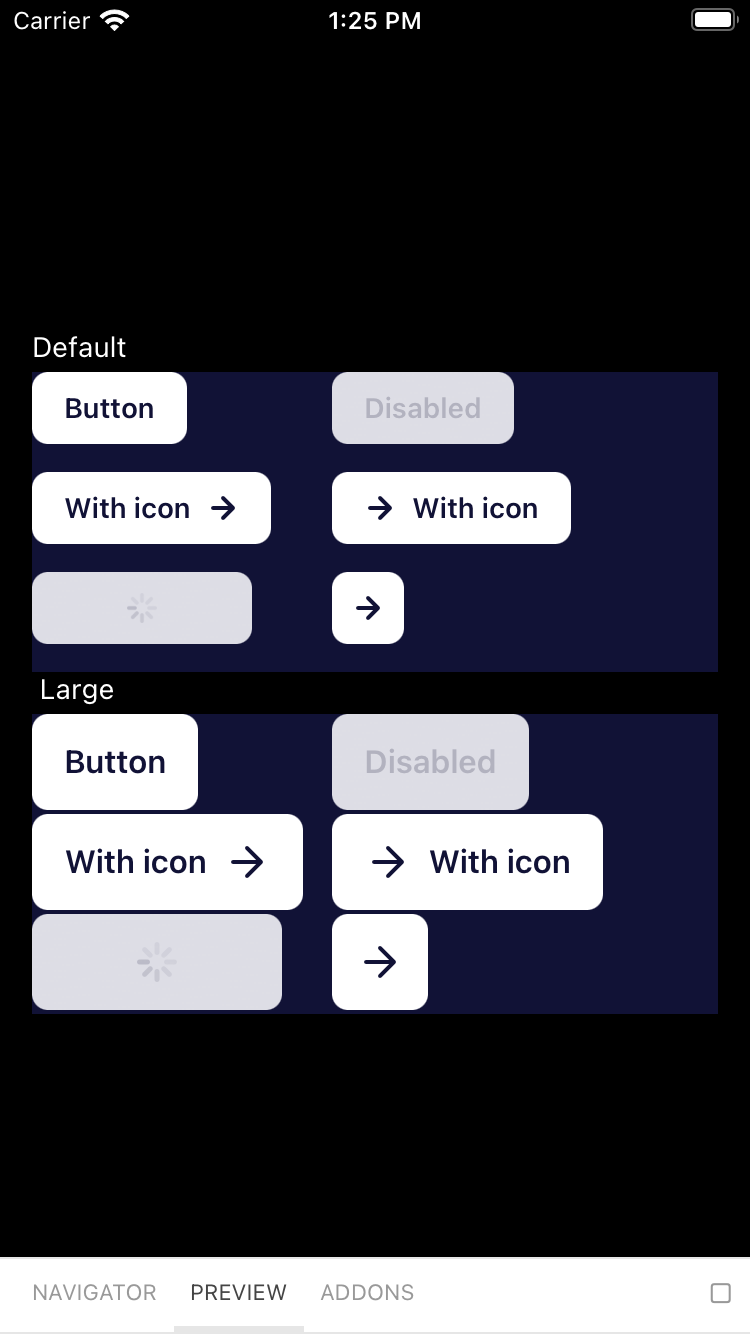 Carrier 1:25 PM
Default
Button Disabled
With icon With icon
Large
Button Disabled
With icon With icon
NAVIGATOR PREVIEW ADDONS